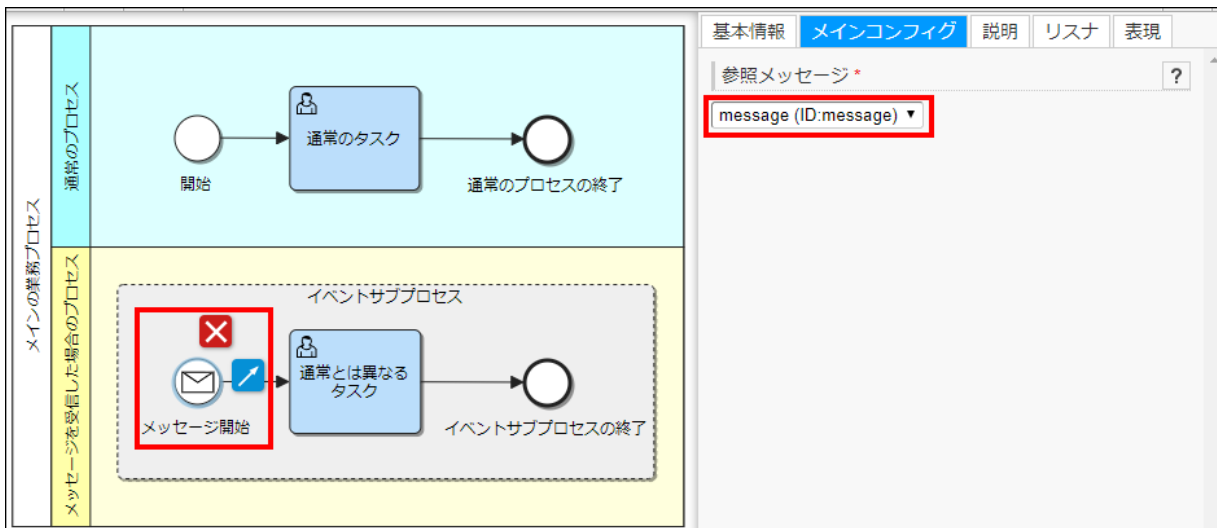 基本情報
メインコンフィグ
説明
リスナ
表現
参照メッセージ *
?
message (ID:message) ▼
メインの業務プロセス
通常のプロセス
開始
通常のタスク
通常のプロセスの終了
メッセージを受信した場合のプロセス
イベントサブプロセス
メッセージ開始
通常とは異なる
タスク
イベントサブプロセスの終了